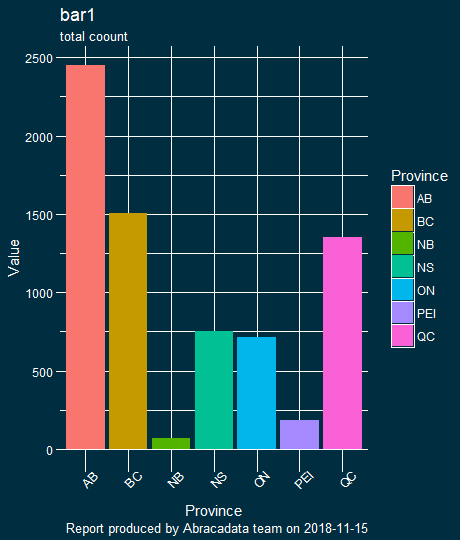 bar1
total coount
2500
2000
1500
1000
500
0
Value
AB
BC
NB
NS
ON
PEI
QC
Province
Report produced by Abracadata team on 2018-11-15
Province
AB
BC
NB
NS
ON
PEI
QC